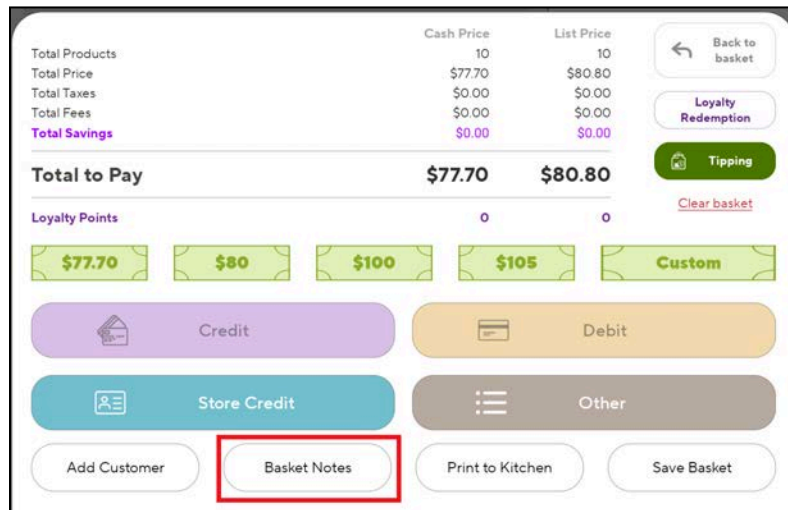 Cash Price List Price
Total Products 10 10
Total Price $77.70 $80.80
Total Taxes $0.00 $0.00
Total Fees $0.00 $0.00
Total Savings $0.00 $0.00
Total to Pay $77.70 $80.80
Loyalty Points 0 0
Back to
basket
Loyalty
Redemption
Tipping
Clear basket
$77.70 $80 $100 $105 Custom
Credit Debit
Store Credit Other
Add Customer Basket Notes Print to Kitchen Save Basket